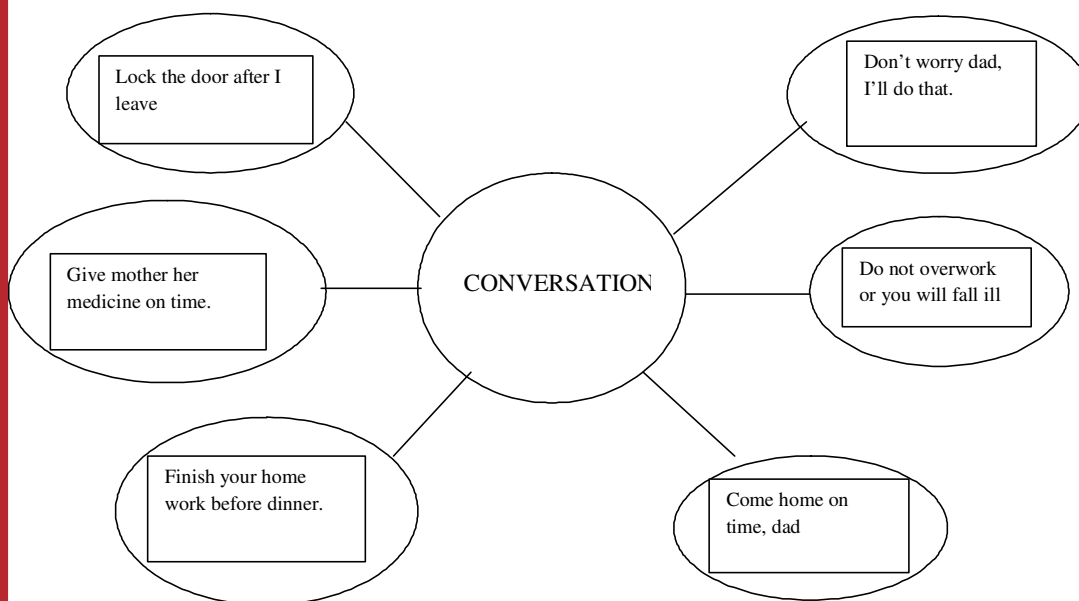 Lock the door after I
leave
Don't worry dad,
I'll do that.
Give mother her
medicine on time.
CONVERSATION
Do not overwork
or you will fall ill
Finish your home
work before dinner.
Come home on
time, dad